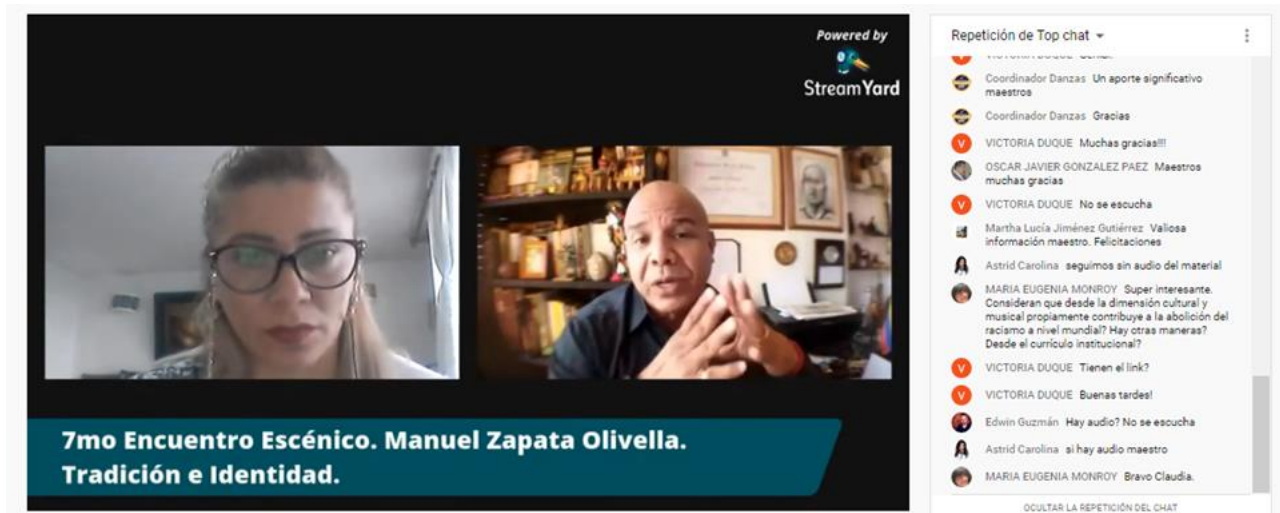 Powered by
StreamYard
7mo Encuentro Escénico. Manuel Zapata Olivella.
Tradición e Identidad.
Repetición de Top chat
Coordinador Danzas Un aporte significativo
maestros
Coordinador Danzas Gracias
V VICTORIA DUQUE Muchas gracias!!!
OSCAR JAVIER GONZALEZ PAEZ Maestros
muchas gracias
V VICTORIA DUQUE No se escucha
Martha Lucía Jiménez Gutiérrez Valiosa
información maestro. Felicitaciones
Astrid Carolina seguimos sin audio del material
MARIA EUGENIA MONROY Super interesante.
Consideran que desde la dimensión cultural y
musical propiamente contribuye a la abolición del
racismo a nivel mundial? Hay otras maneras?
Desde el currículo institucional?
V VICTORIA DUQUE Tienen el link?
V VICTORIA DUQUE Buenas tardes!
Edwin Guzmán Hay audio? No se escucha
Astrid Carolina si hay audio maestro
MARIA EUGENIA MONROY Bravo Claudia.
OCULTAR LA REPETICIÓN DEL CHAT